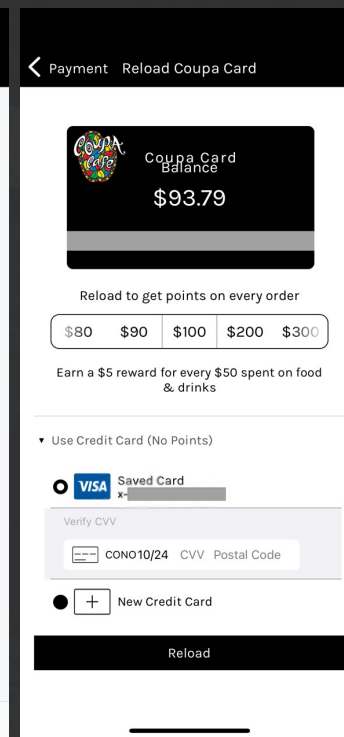 Payment Reload Coupa Card
Coupa Cafe
Coupa Card
Balance
$93.79
Reload to get points on every order
$80 $90 $100 $200 $300
Earn a $5 reward for every $50 spent on food
& drinks
Use Credit Card (No Points)
VISA Saved Card
x-
Verify CVV
CONO10/24 CVV Postal Code
+ New Credit Card
Reload